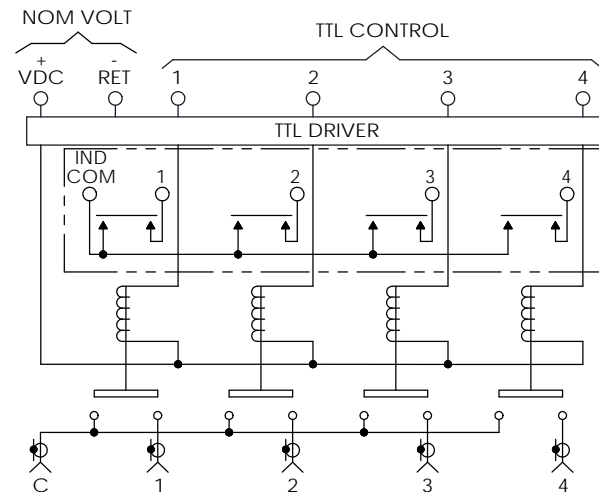 NOM VOLT
TTL CONTROL
+ -
VDC RET 1 2 3 4
TTL DRIVER
IND
COM 1 2 3 4
C 1 2 3 4